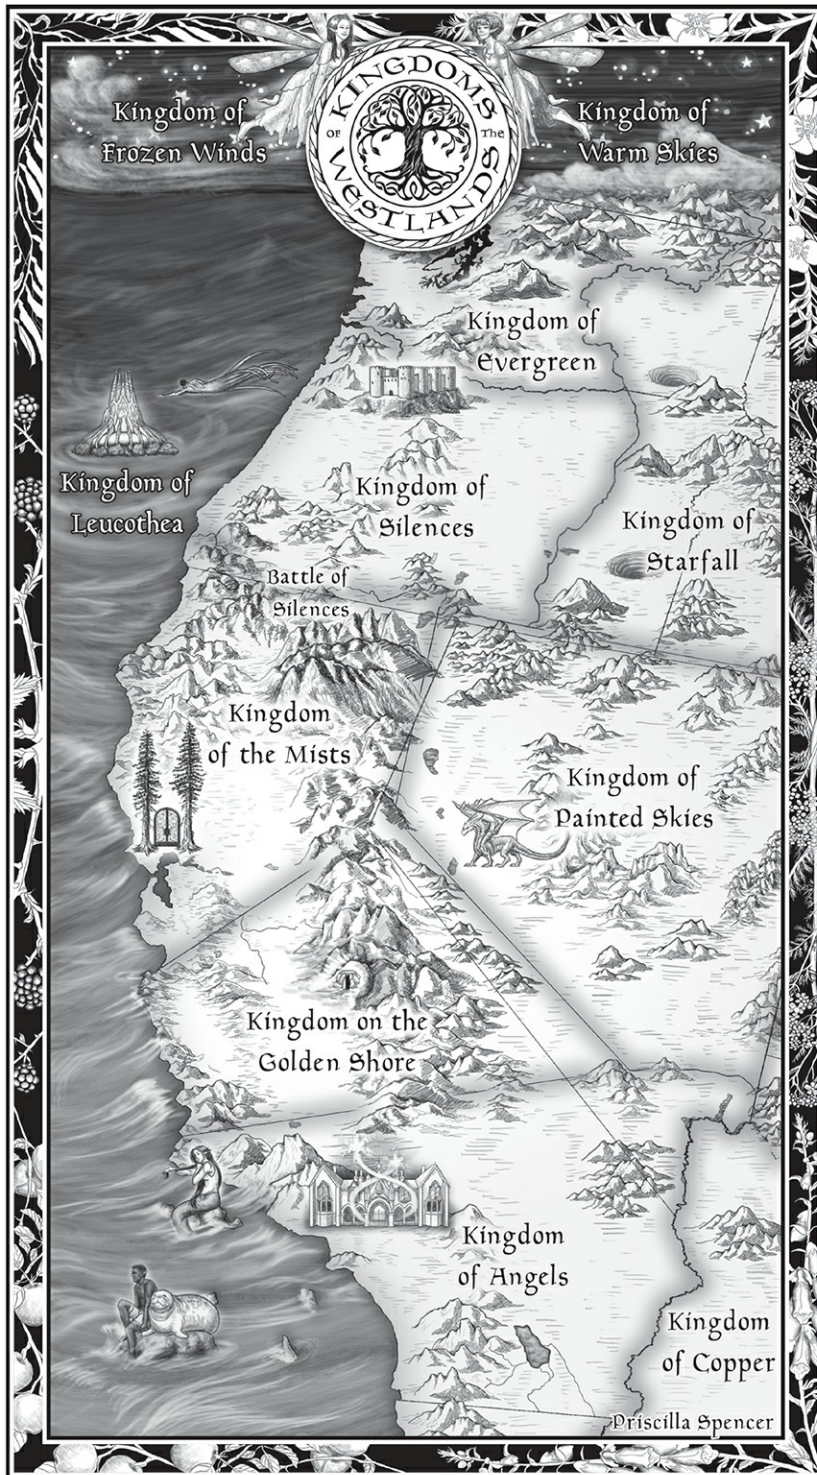 KINGDOMS
OF The
WESTLANDS
Kingdom of
Frozen Winds
Kingdom of
Warm Skies
Kingdom of
Evergreen
Kingdom of
Leucothea
Kingdom of
Silences
Kingdom of
Starfall
Battle of
Silences
Kingdom
of the Mists
Kingdom of
Painted Skies
Kingdom on the
Golden Shore
Kingdom
of Angels
Kingdom
of Copper
Priscilla Spencer